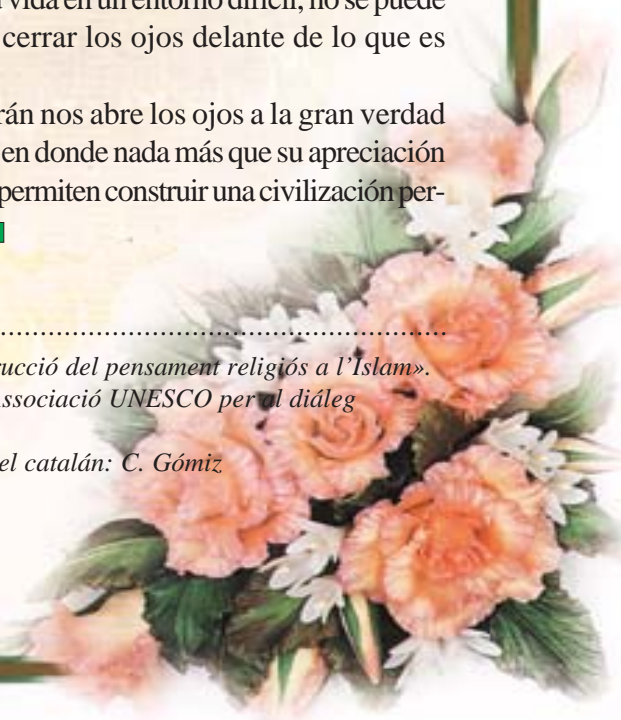 vida en un entorno difícil, no se puede
cerrar los ojos delante de lo que es
rán nos abre los ojos a la gran verdad
en donde nada más que su apreciación
permiten construir una civilización per-
................................................................
rucció del pensament religiós a l’Islam».
ssociació UNESCO per al diáleg
el catalán: C. Gómiz